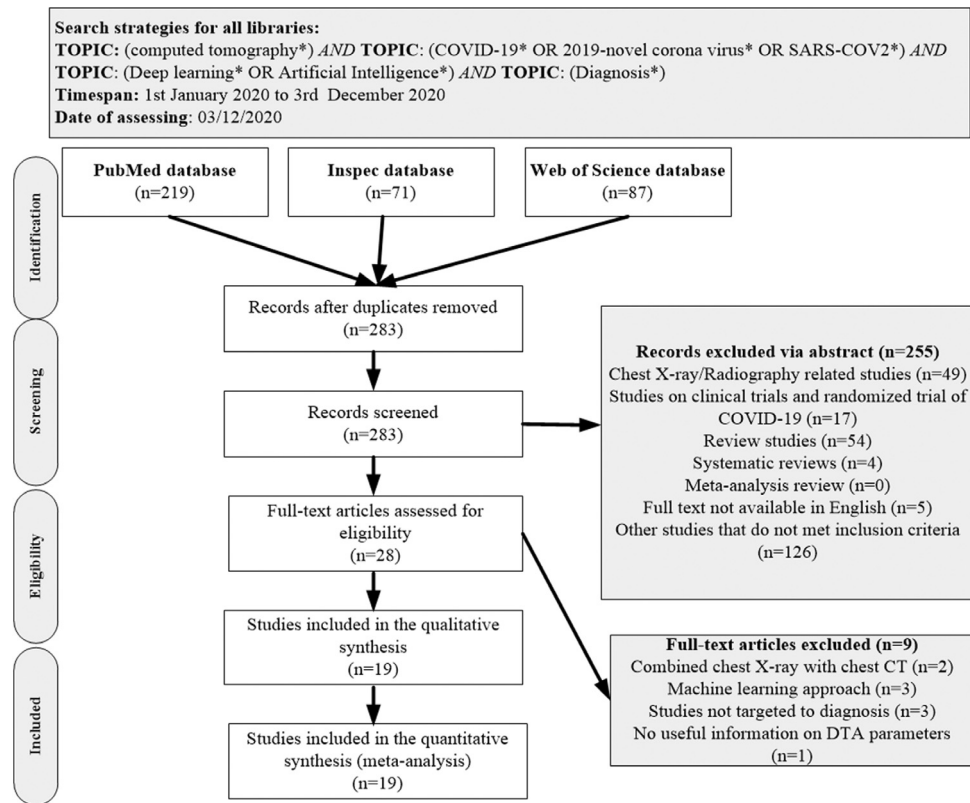 Search strategies for all libraries:
TOPIC: (computed tomography*) AND TOPIC: (COVID-19* OR 2019-novel corona virus* OR SARS-COV2*) AND
TOPIC: (Deep learning* OR Artificial Intelligence*) AND TOPIC: (Diagnosis*)
Timespan: 1st January 2020 to 3rd December 2020
Date of assessing: 03/12/2020
Identification
PubMed database
(n=219)
Inspec database
(n=71)
Web of Science database
(n=87)
Records after duplicates removed
(n=283)
Screening
Records screened
(n=283)
Records excluded via abstract (n=255)
Chest X-ray/Radiography related studies (n=49)
Studies on clinical trials and randomized trial of
COVID-19 (n=17)
Review studies (n=54)
Systematic reviews (n=4)
Meta-analysis review (n=0)
Full text not available in English (n=5)
Other studies that do not met inclusion criteria
(n=126)
Eligibility
Full-text articles assessed for
eligibility
(n=28)
Studies included in the qualitative
synthesis
(n=19)
Full-text articles excluded (n=9)
Combined chest X-ray with chest CT (n=2)
Machine learning approach (n=3)
Studies not targeted to diagnosis (n=3)
No useful information on DTA parameters
(n=1)
Included
Studies included in the quantitative
synthesis (meta-analysis)
(n=19)